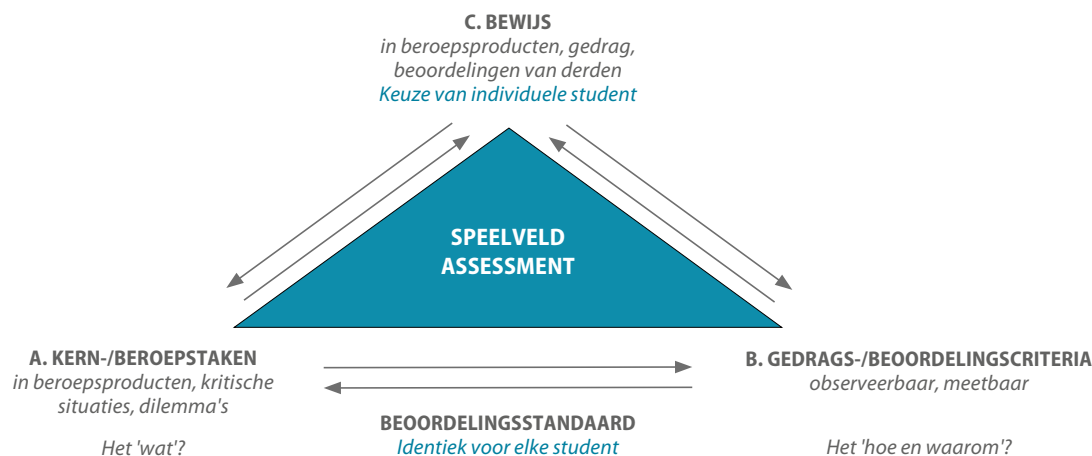 C. BEWIJS
in beroepsproducten, gedrag,
beoordelingen van derden
Keuze van individuele student
SPEELVELD
ASSESSMENT
A. KERN-/BEROEPSTAKEN
in beroepsproducten, kritische
situaties, dilemma's
Het 'wat'?
BEOORDELINGSSTANDAARD
Identiek voor elke student
B. GEDRAGS-/BEOORDELINGSCRITERIA
observeerbaar, meetbaar
Het 'hoe en waarom'?